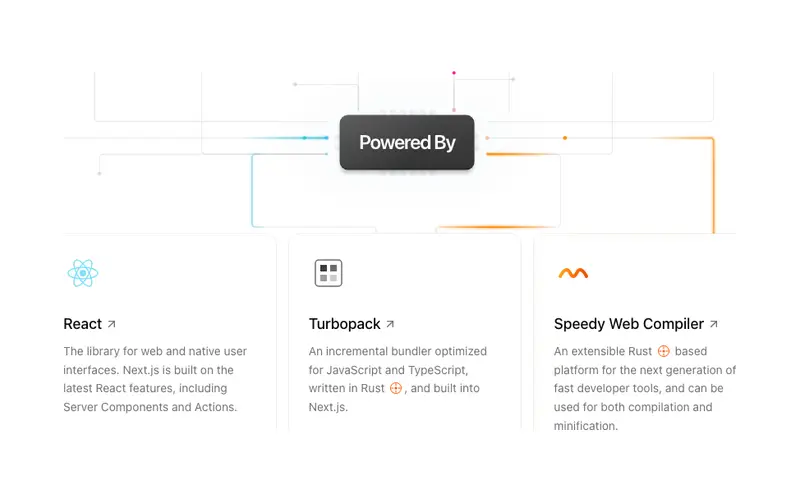 Powered By
React
The library for web and native user
interfaces. Next.js is built on the
latest React features, including
Server Components and Actions.
Turbopack
An incremental bundler optimized
for JavaScript and TypeScript,
written in Rust , and built into
Next.js.
Speedy Web Compiler
An extensible Rust based
platform for the next generation of
fast developer tools, and can be
used for both compilation and
minification.